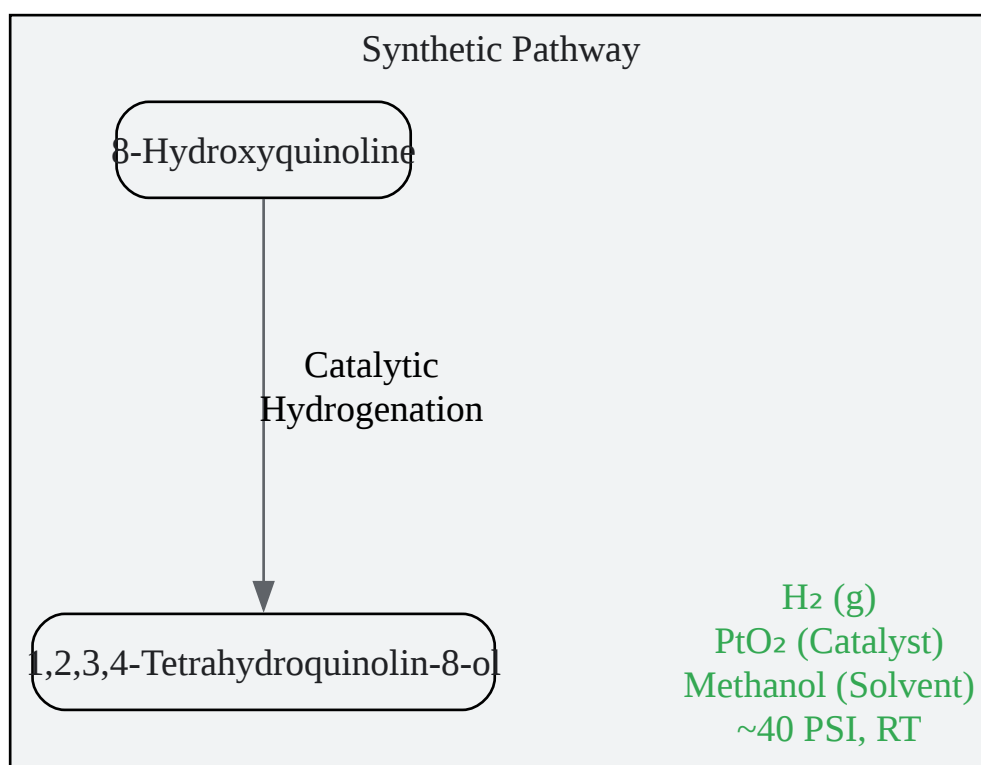 Synthetic Pathway
8-Hydroxyquinoline
Catalytic
Hydrogenation
1,2,3,4-Tetrahydroquinolin-8-ol
H₂ (g)
PtO₂ (Catalyst)
Methanol (Solvent)
~40 PSI, RT